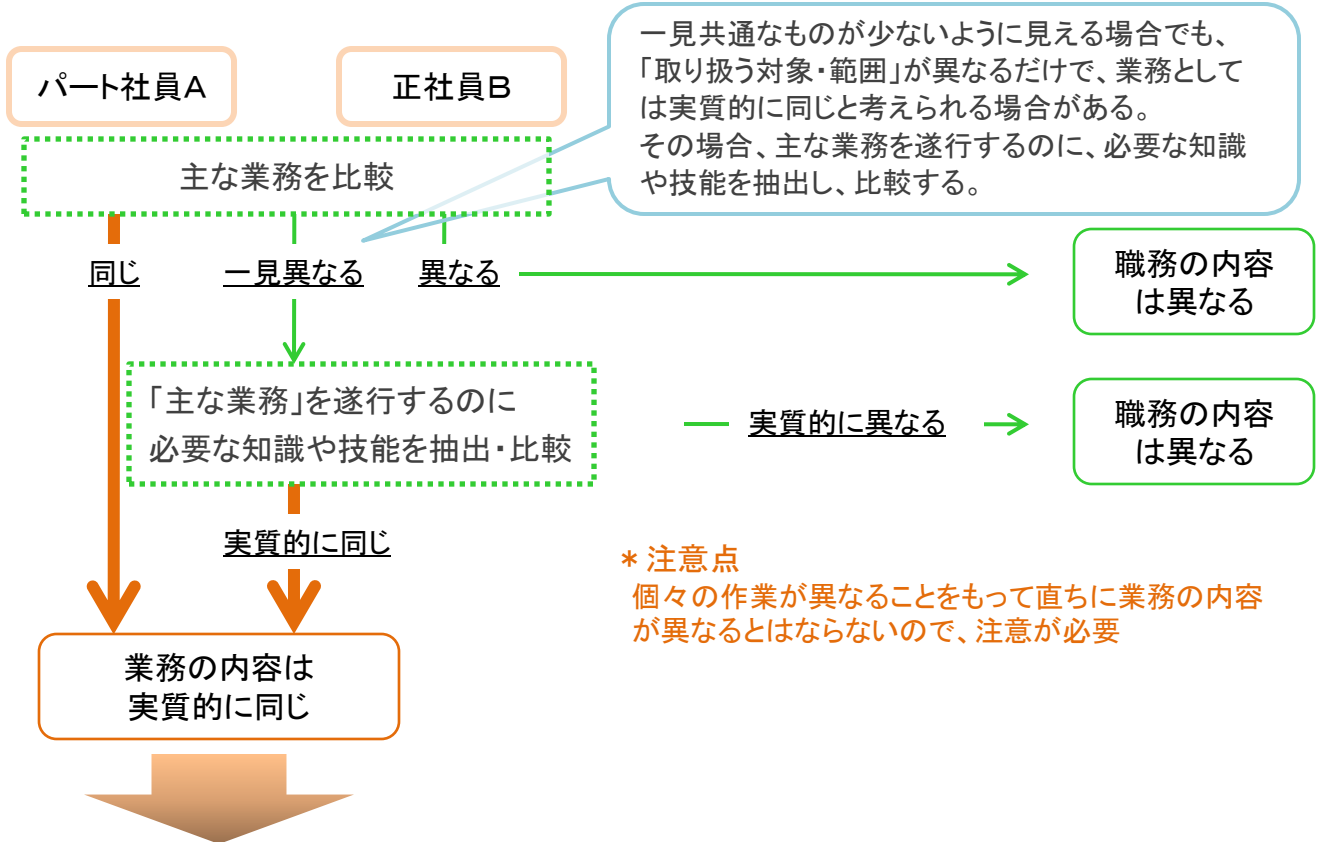 パート社員A
正社員B
一見共通なものが少ないように見える場合でも、
「取り扱う対象・範囲」が異なるだけで、業務として
は実質的に同じと考えられる場合がある。
その場合、主な業務を遂行するのに、必要な知識
や技能を抽出し、比較する。
主な業務を比較
同じ
一見異なる
異なる
職務の内容
は異なる
「主な業務」を遂行するのに
必要な知識や技能を抽出・比較
実質的に異なる
職務の内容
は異なる
実質的に同じ
*注意点
個々の作業が異なることをもって直ちに業務の内容
が異なるとはならないので、注意が必要
業務の内容は
実質的に同じ